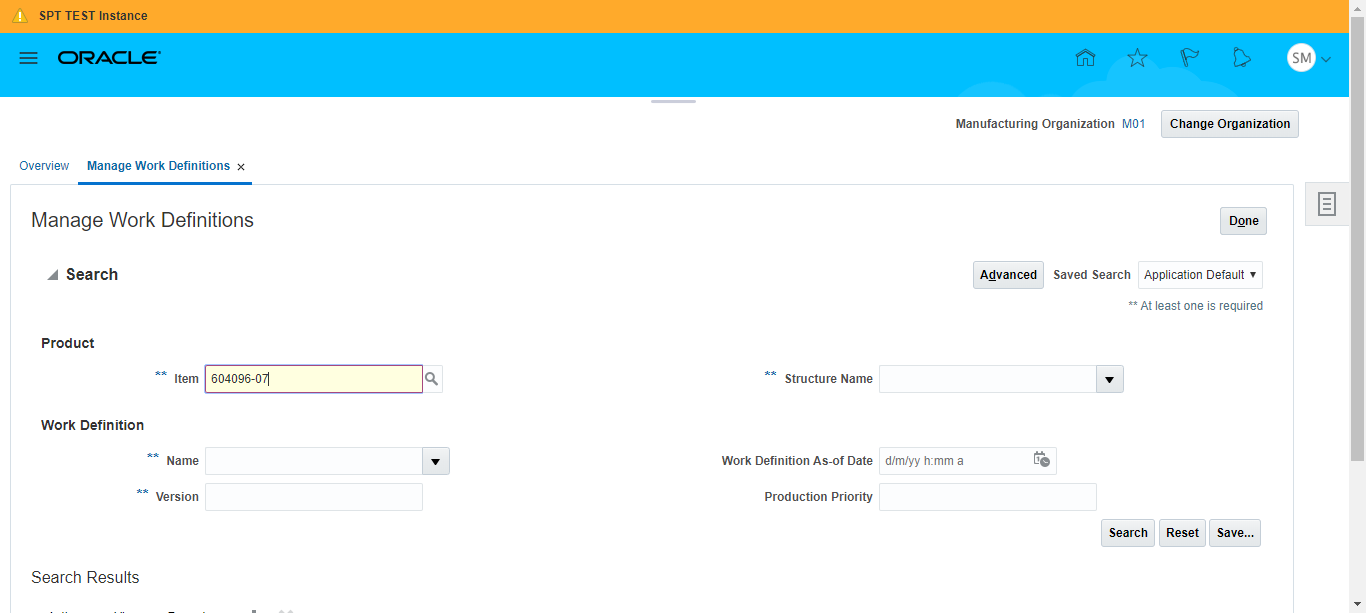 SPT TEST Instance
ORACLE
SM
Manufacturing Organization M01 Change Organization
Overview Manage Work Definitions ×
Manage Work Definitions Done
Search Advanced Saved Search Application Default
** At least one is required
Product
** Item 604096-07 ** Structure Name
Work Definition
** Name Work Definition As-of Date d/m/yy h:mm a
** Version Production Priority
Search Reset Save...
Search Results